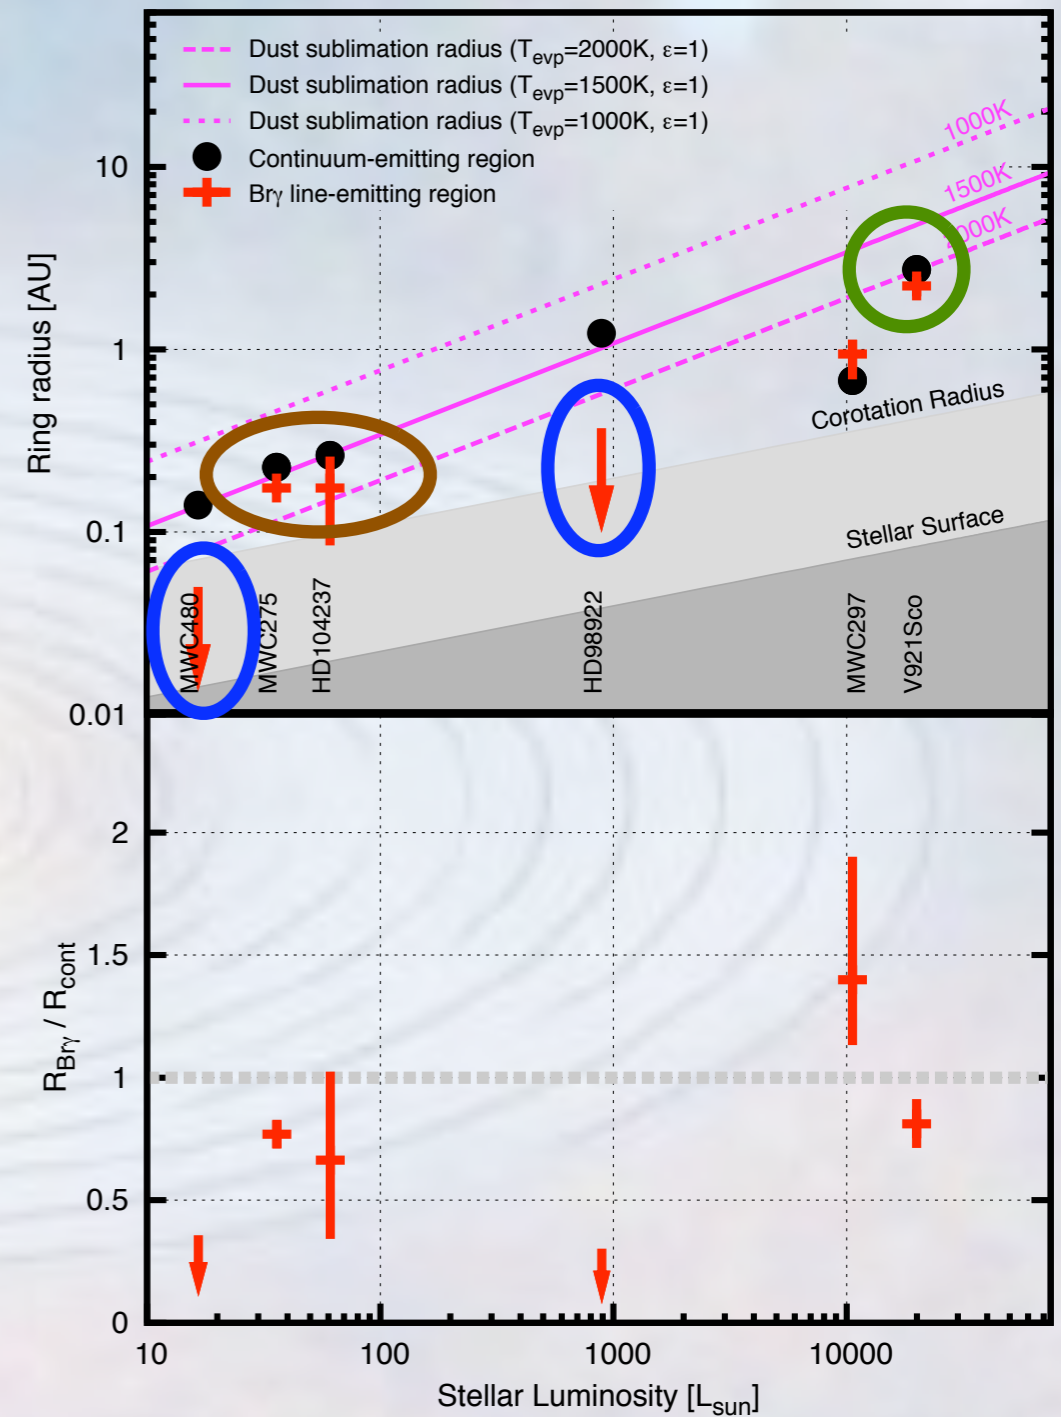 Dust sublimation radius (Tevp=2000K, ε=1)
Dust sublimation radius (Tevp=1500K, ε=1)
Dust sublimation radius (Tevp=1000K, ε=1)
Continuum-emitting region
Brγ line-emitting region
1000K
1500K
2000K
10
1
0.1
0.01
Ring radius [AU]
Corotation Radius
Stellar Surface
MWC480
MWC275
HD104237
HD98922
MWC297
V921Sco
2
1.5
1
0.5
0
RBrγ / Rcont
10
100
1000
10000
Stellar Luminosity [Lsun]